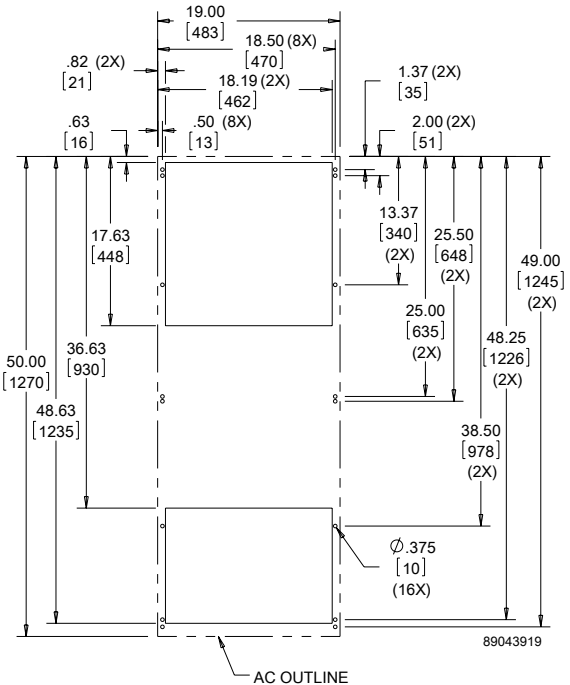 19.00
[483]
18.50 (8X)
[470]
.82 (2X)
[21]
18.19 (2X)
[462]
1.37 (2X)
[35]
.63
[16]
.50 (8X)
[13]
2.00 (2X)
[51]
17.63
[448]
13.37
[340]
(2X)
25.50
[648]
(2X)
49.00
[1245]
(2X)
25.00
[635]
(2X)
48.25
[1226]
(2X)
36.63
[930]
50.00
[1270]
48.63
[1235]
38.50
[978]
(2X)
Ø.375
[10]
(16X)
89043919
AC OUTLINE